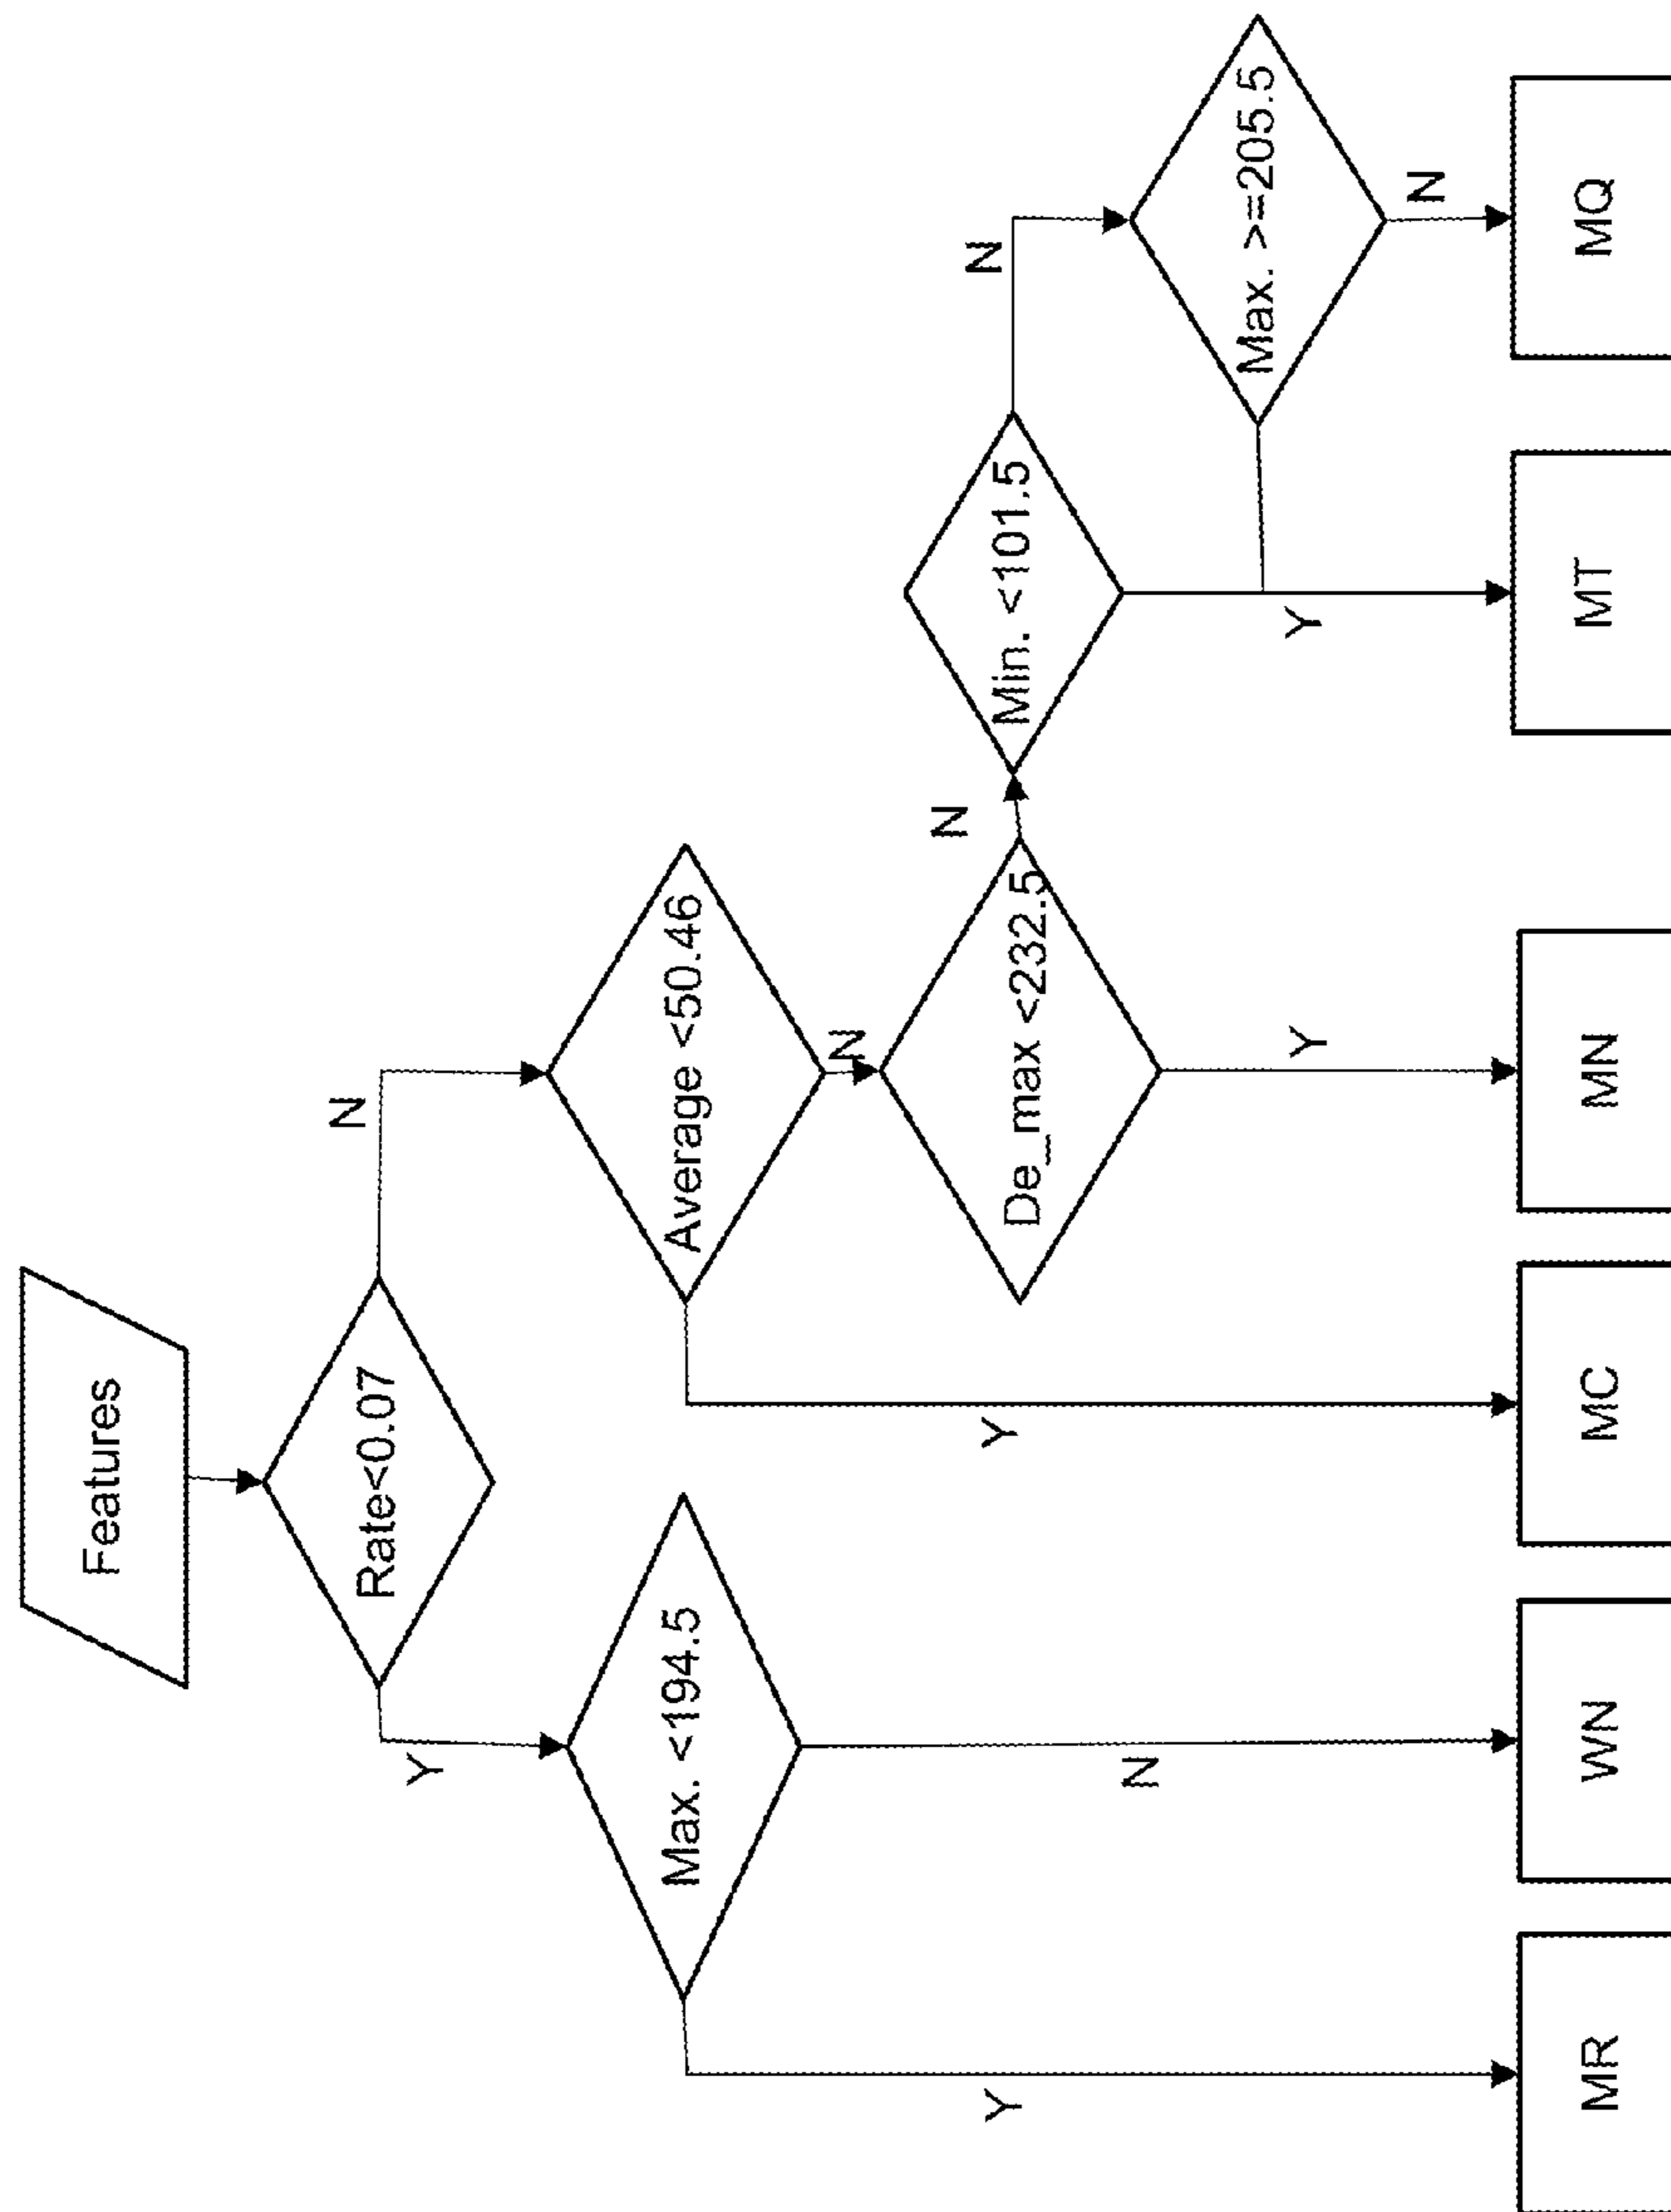 Features
Rate<0.07
Y
N
Max. <194.5
Average <50.46
N
De_max <232.5
N
Min. <101.5
N
Max. >=205.5
Y
N
Y
Y
Y
N
MR
WN
MC
MN
MT
MQ